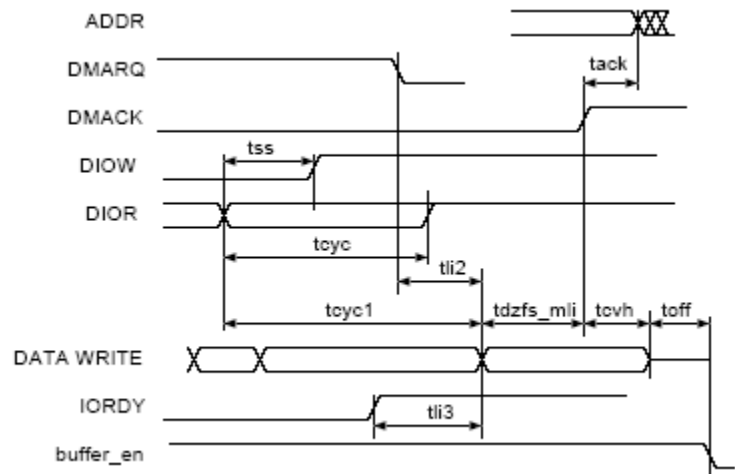 ADDR
DMARQ
tack
DMACK
tss
DIOW
DIOR
tcyc
tli2
tcyc1 tdzfs_mli tcvh toff
DATA WRITE
IORDY
tli3
buffer_en